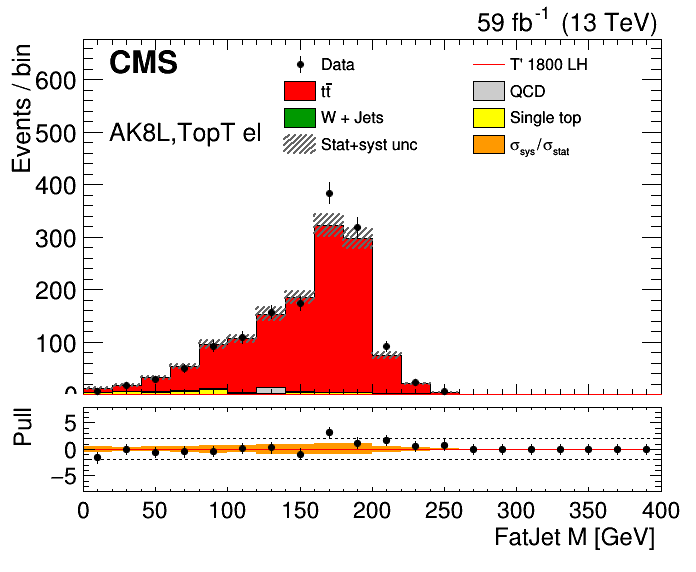 59 fb⁻¹ (13 TeV)
CMS
AK8L,TopT el
Data
tt̅
W + Jets
Stat+syst unc
T' 1800 LH
QCD
Single top
σsys/σstat
Events / bin
600
500
400
300
200
100
0
Pull
5
0
−5
0 50 100 150 200 250 300 350 400
FatJet M [GeV]